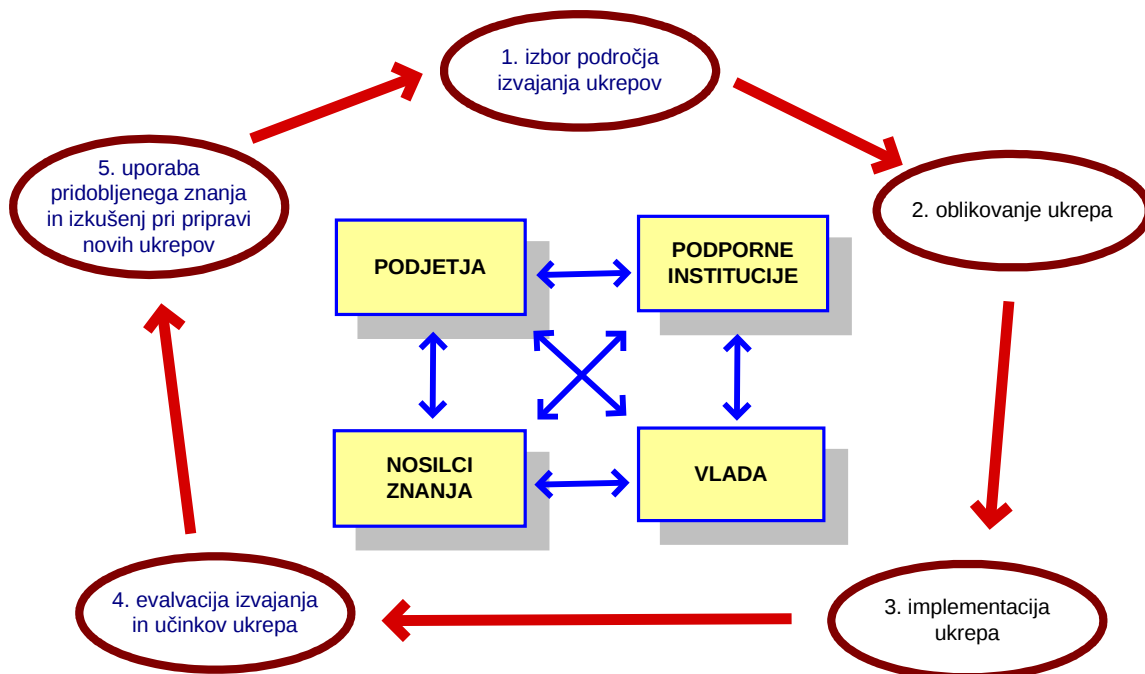 1. izbor področja
izvajanja ukrepov
2. oblikovanje ukrepa
3. implementacija
ukrepa
4. evalvacija izvajanja
in učinkov ukrepa
5. uporaba
pridobljenega znanja
in izkušenj pri pripravi
novih ukrepov
PODJETJA
PODPORNE
INSTITUCIJE
NOSILCI
ZNANJA
VLADA